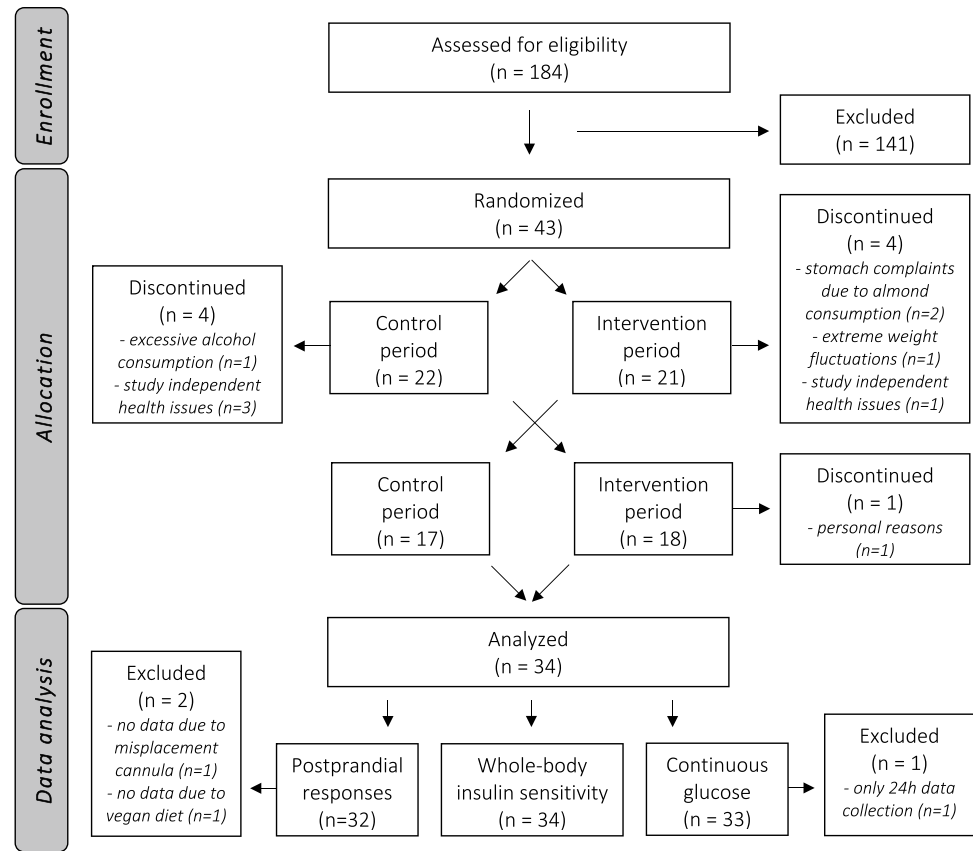 Enrollment
Assessed for eligibility
(n = 184)
Excluded
(n = 141)
Allocation
Randomized
(n = 43)
Discontinued
(n = 4)
- excessive alcohol
consumption (n=1)
- study independent
health issues (n=3)
Control
period
(n = 22)
Intervention
period
(n = 21)
Discontinued
(n = 4)
- stomach complaints
due to almond
consumption (n=2)
- extreme weight
fluctuations (n=1)
- study independent
health issues (n=1)
Control
period
(n = 17)
Intervention
period
(n = 18)
Discontinued
(n = 1)
- personal reasons
(n=1)
Data analysis
Analyzed
(n = 34)
Excluded
(n = 2)
- no data due to
misplacement
cannula (n=1)
- no data due to
vegan diet (n=1)
Postprandial
responses
(n=32)
Whole-body
insulin sensitivity
(n = 34)
Continuous
glucose
(n = 33)
Excluded
(n = 1)
- only 24h data
collection (n=1)